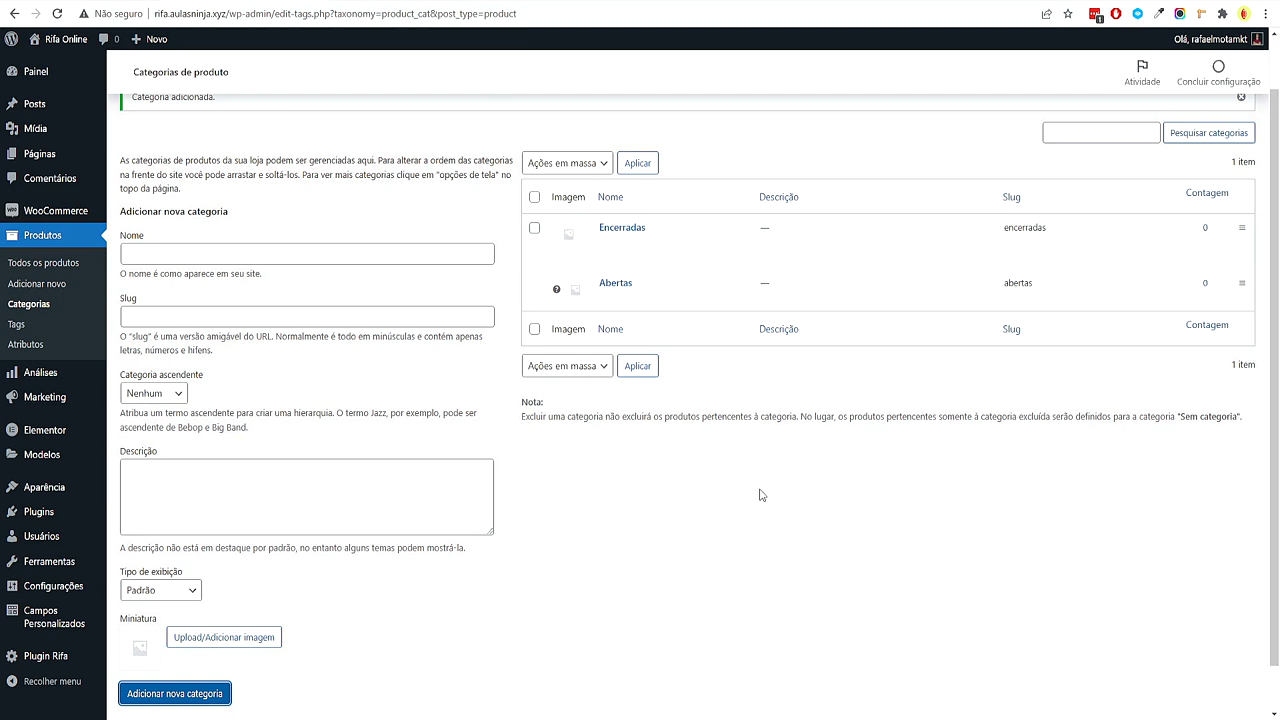 Não seguro
rifa.aulasninja.xyz/wp-admin/edit-tags.php?taxonomy=product_cat&post_type=product
1
Rifa Online
0
Novo
Olá, rafaelmotamkt
Painel
Posts
Mídia
Páginas
Comentários
WooCommerce
Produtos
Todos os produtos
Adicionar novo
Categorias
Tags
Atributos
Análises
Marketing
Elementor
Modelos
Aparência
Plugins
Usuários
Ferramentas
Configurações
Campos
Personalizados
Plugin Rifa
Recolher menu
Categorias de produto
Atividade
Concluir configuração
Categoria adicionada.
Pesquisar categorias
As categorias de produtos da sua loja podem ser gerenciadas aqui. Para alterar a ordem das categorias
na frente do site você pode arrastar e soltá-los. Para ver mais categorias clique em "opções de tela" no
topo da página.
Adicionar nova categoria
Nome
O nome é como aparece em seu site.
Slug
O “slug” é uma versão amigável do URL. Normalmente é todo em minúsculas e contém apenas
letras, números e hifens.
Categoria ascendente
Nenhum
Atribua um termo ascendente para criar uma hierarquia. O termo Jazz, por exemplo, pode ser
ascendente de Bebop e Big Band.
Descrição
A descrição não está em destaque por padrão, no entanto alguns temas podem mostrá-la.
Tipo de exibição
Padrão
Miniatura
Upload/Adicionar imagem
Adicionar nova categoria
Ações em massa
Aplicar
1 item
Imagem Nome Descrição Slug Contagem
Encerradas — encerradas 0
Abertas — abertas 0
Imagem Nome Descrição Slug Contagem
Ações em massa
Aplicar
1 item
Nota:
Excluir uma categoria não excluirá os produtos pertencentes à categoria. No lugar, os produtos pertencentes somente à categoria excluída serão definidos para a categoria "Sem categoria".